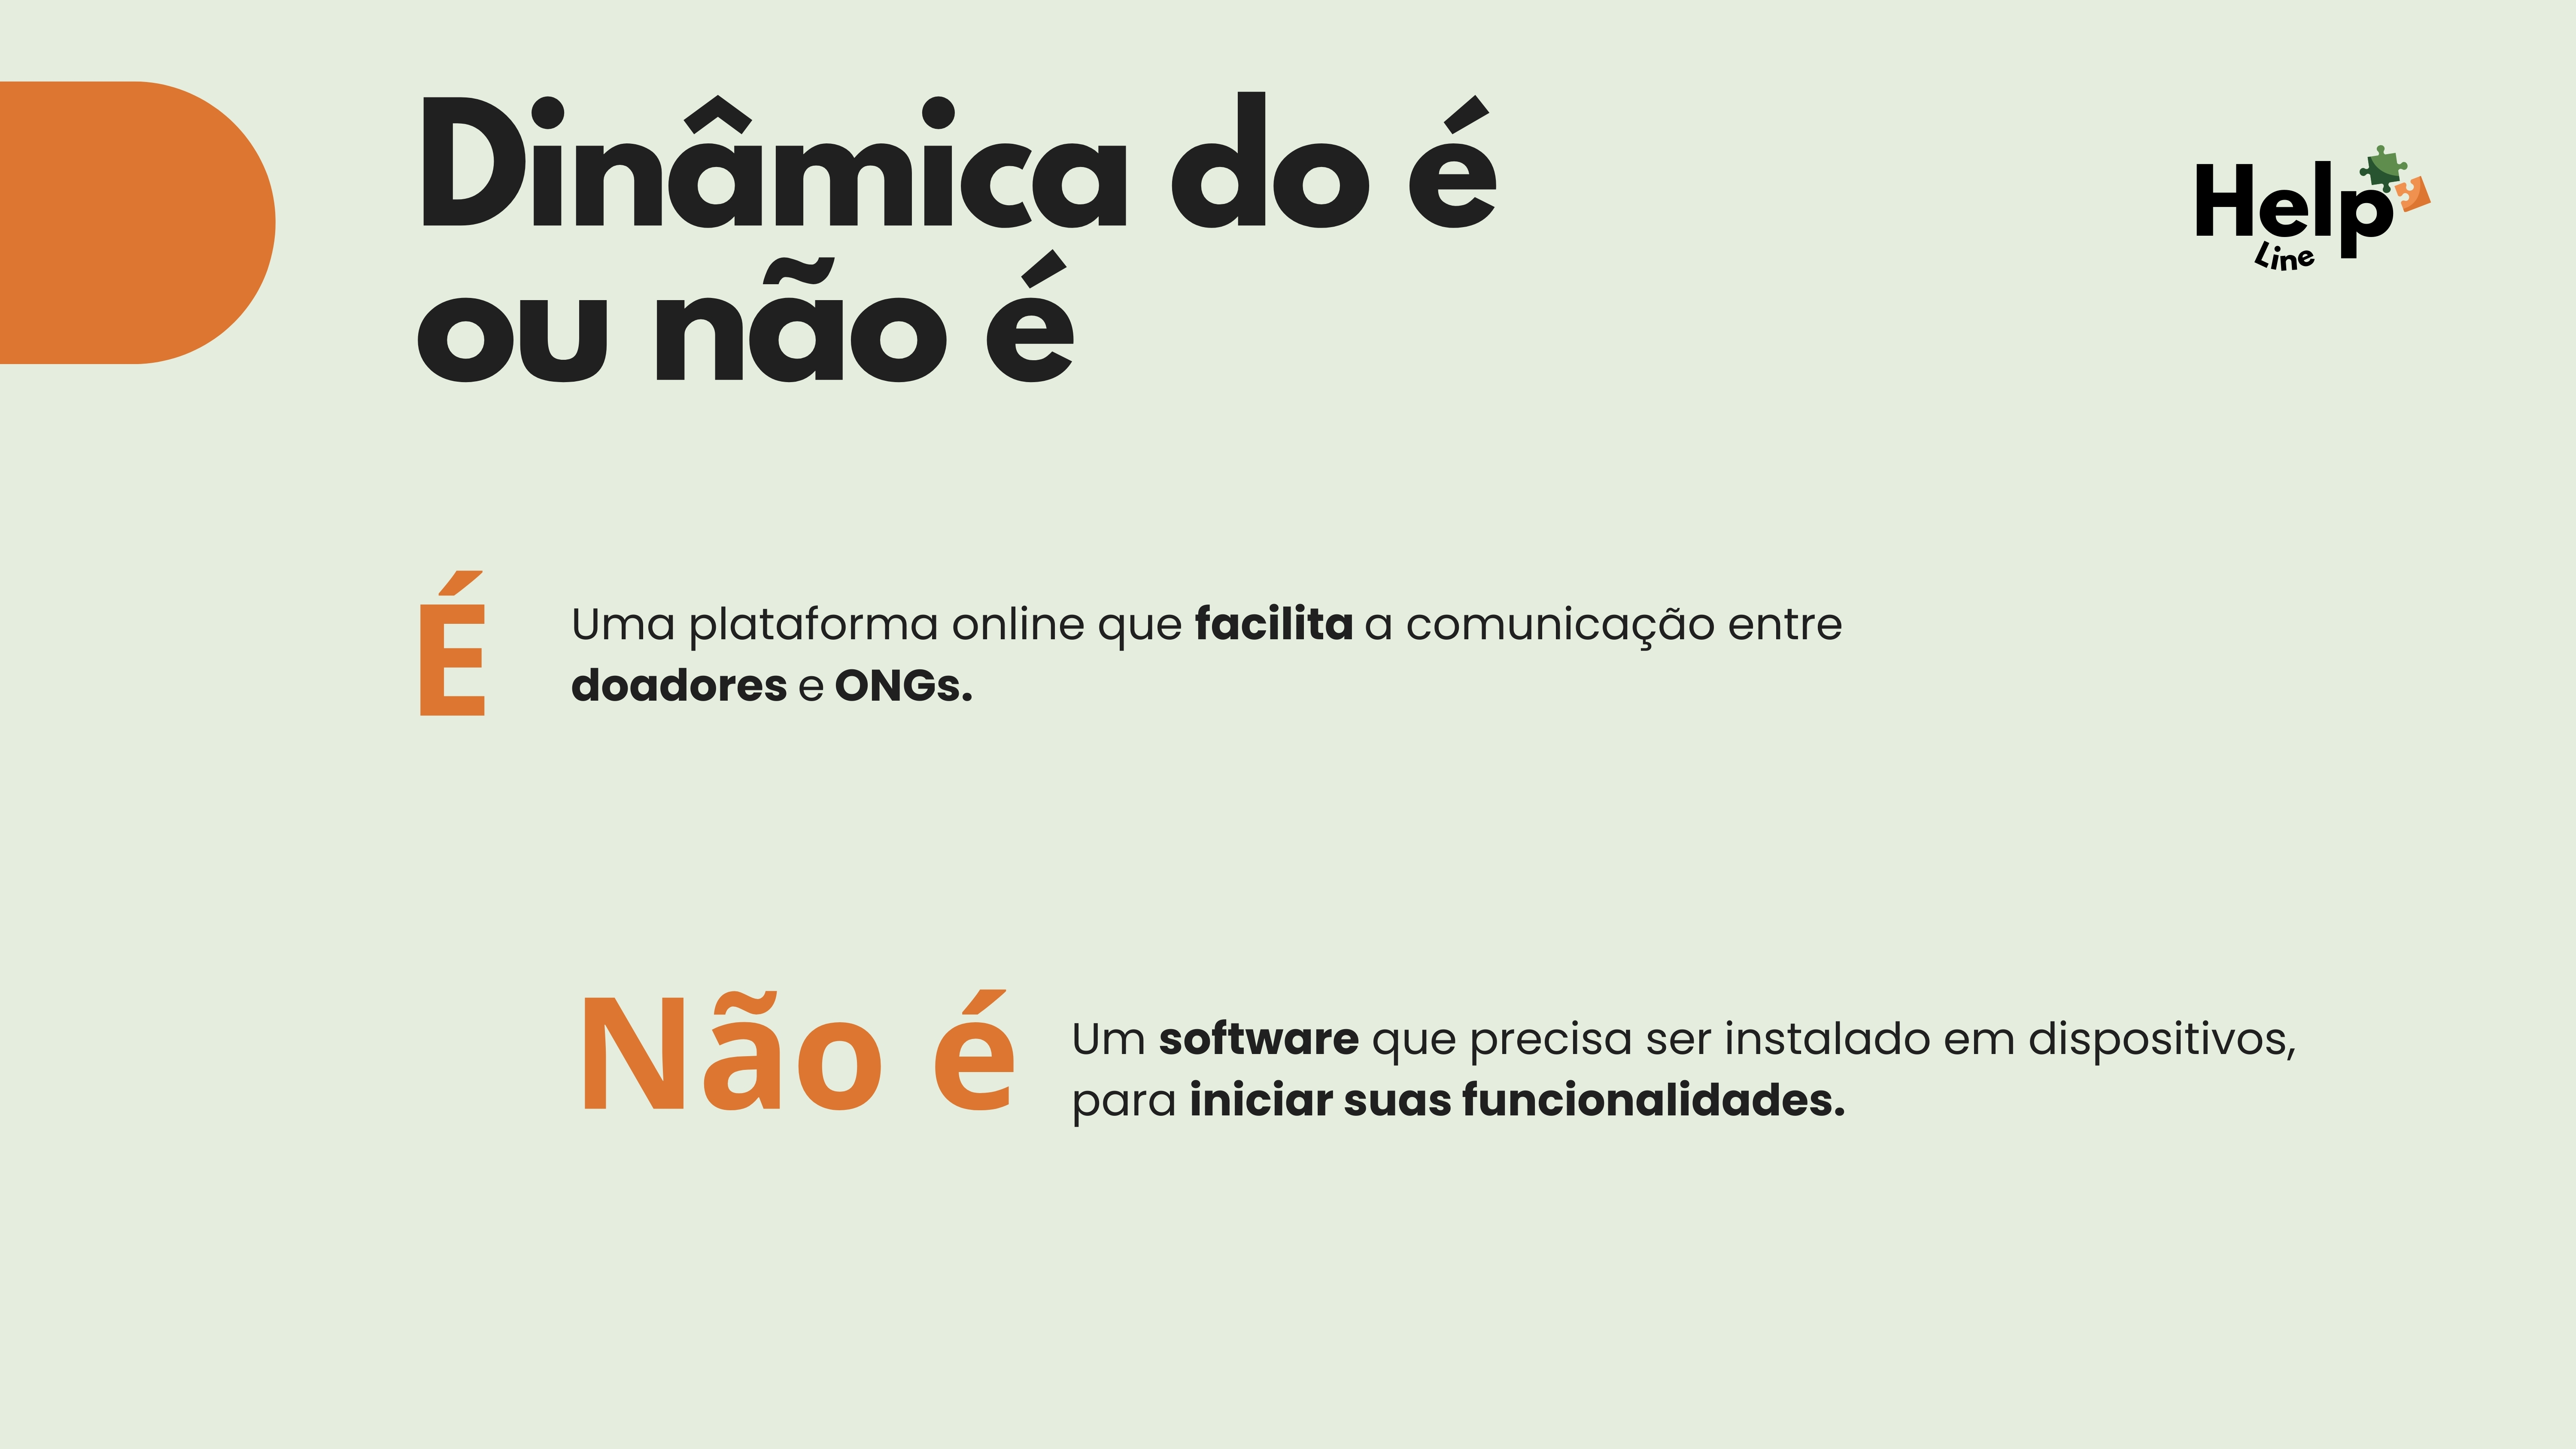 Dinâmica do é
ou não é
Help
Line
É
Uma plataforma online que facilita a comunicação entre
doadores e ONGs.
Não é
Um software que precisa ser instalado em dispositivos,
para iniciar suas funcionalidades.